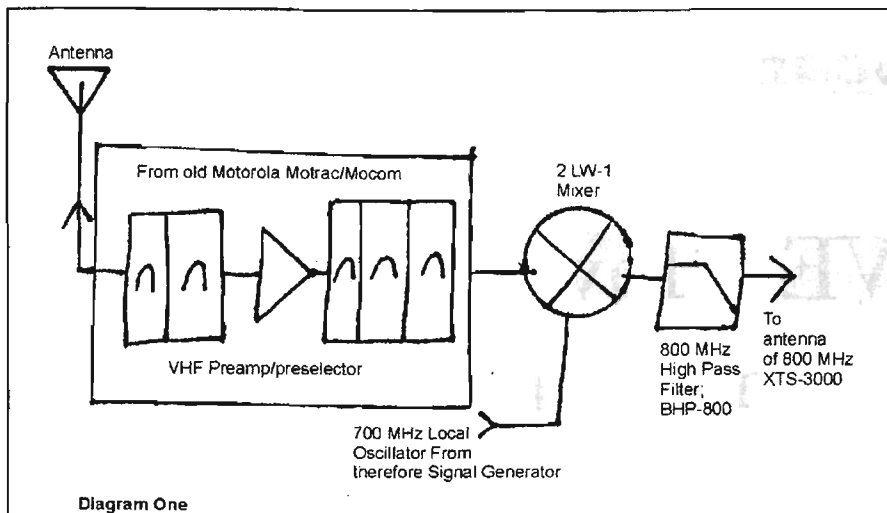 Antenna
From old Motorola Motrac/Mocom
VHF Preamp/preselector
2 LW-1
Mixer
700 MHz Local
Oscillator From
therefore Signal Generator
800 MHz
High Pass
Filter;
BHP-800
To
antenna
of 800 MHz
XTS-3000
Diagram One